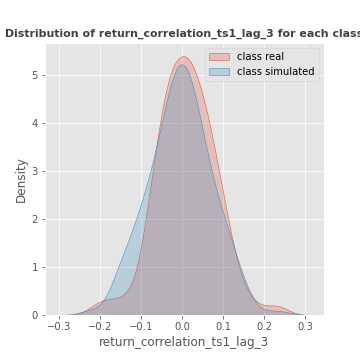 Distribution of return_correlation_ts1_lag_3 for each class
class real
class simulated
5
4
3
2
1
0
Density
−0.3 −0.2 −0.1 0.0 0.1 0.2 0.3
return_correlation_ts1_lag_3